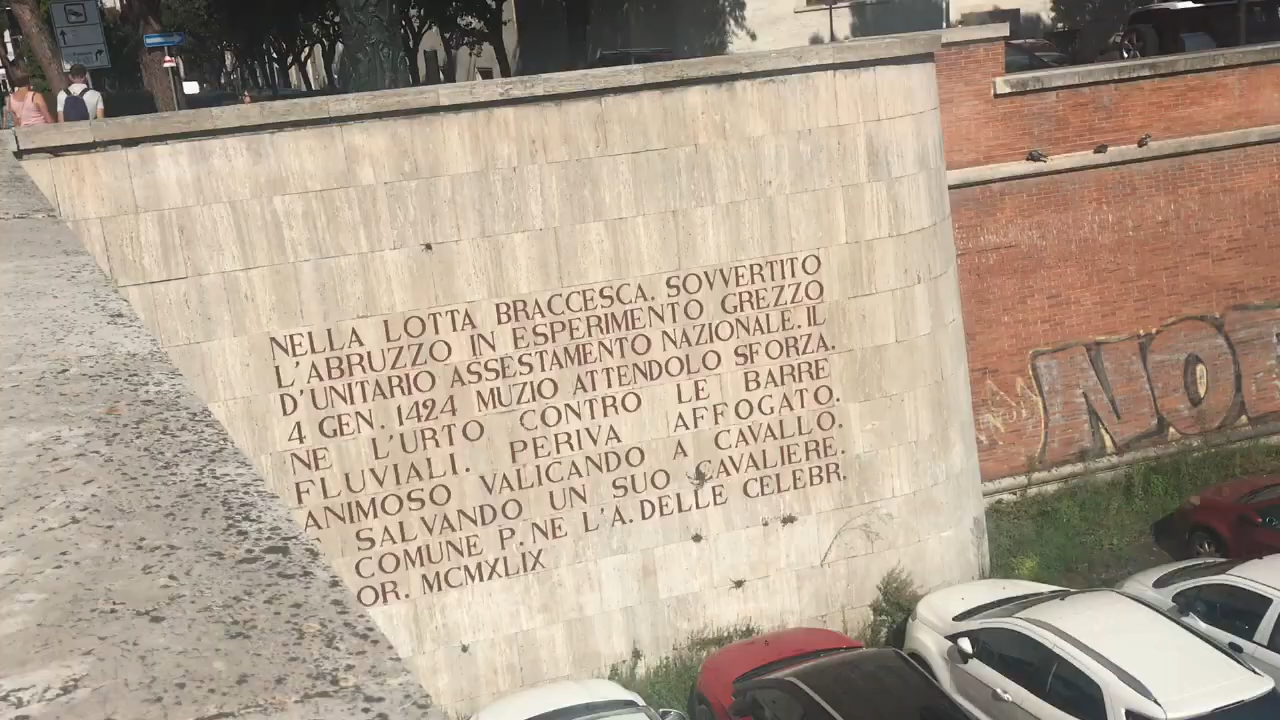 NELLA LOTTA BRACCESCA. SOVVERTITO
L'ABRUZZO IN ESPERIMENTO GREZZO
D'UNITARIO ASSESTAMENTO NAZIONALE. IL
4 GEN. 1424 MUZIO ATTENDOLO SFORZA.
NE L'URTO CONTRO LE BARRE
FLUVIALI. PERIVA AFFOGATO.
ANIMOSO VALICANDO A CAVALLO.
SALVANDO UN SUO CAVALIERE.
COMUNE P. NE L'A. DELLE CELEBR.
OR. MCMXLIX
NO